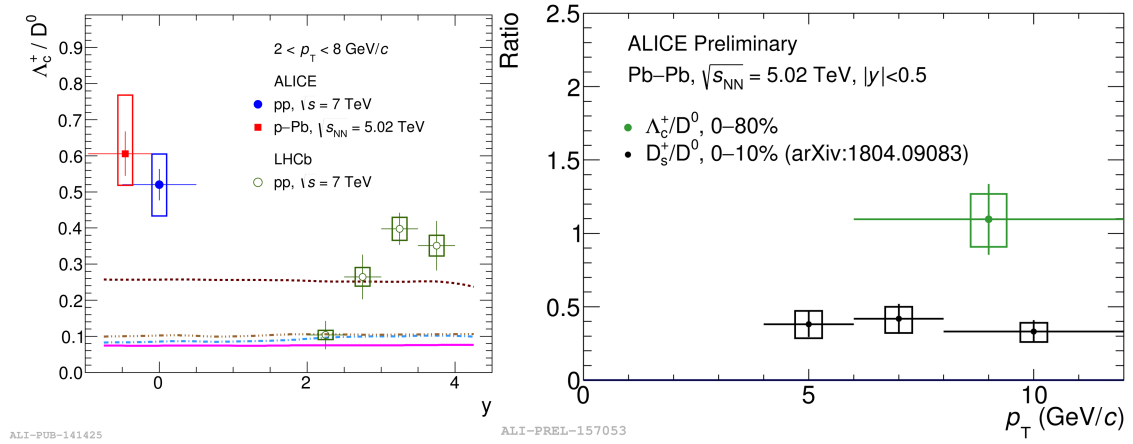 Λc+ / D0
0.9
0.8
0.7
0.6
0.5
0.4
0.3
0.2
0.1
0.0
0
2
4
y
2 < pT < 8 GeV/c
ALICE
pp, √s = 7 TeV
p–Pb, √sNN = 5.02 TeV
LHCb
pp, √s = 7 TeV
ALI-PUB-141425
Ratio
2.5
2
1.5
1
0.5
0
0
5
10
pT (GeV/c)
ALICE Preliminary
Pb–Pb, √sNN = 5.02 TeV, |y|<0.5
Λc+/D0, 0–80%
Ds+/D0, 0–10% (arXiv:1804.09083)
ALI-PREL-157053